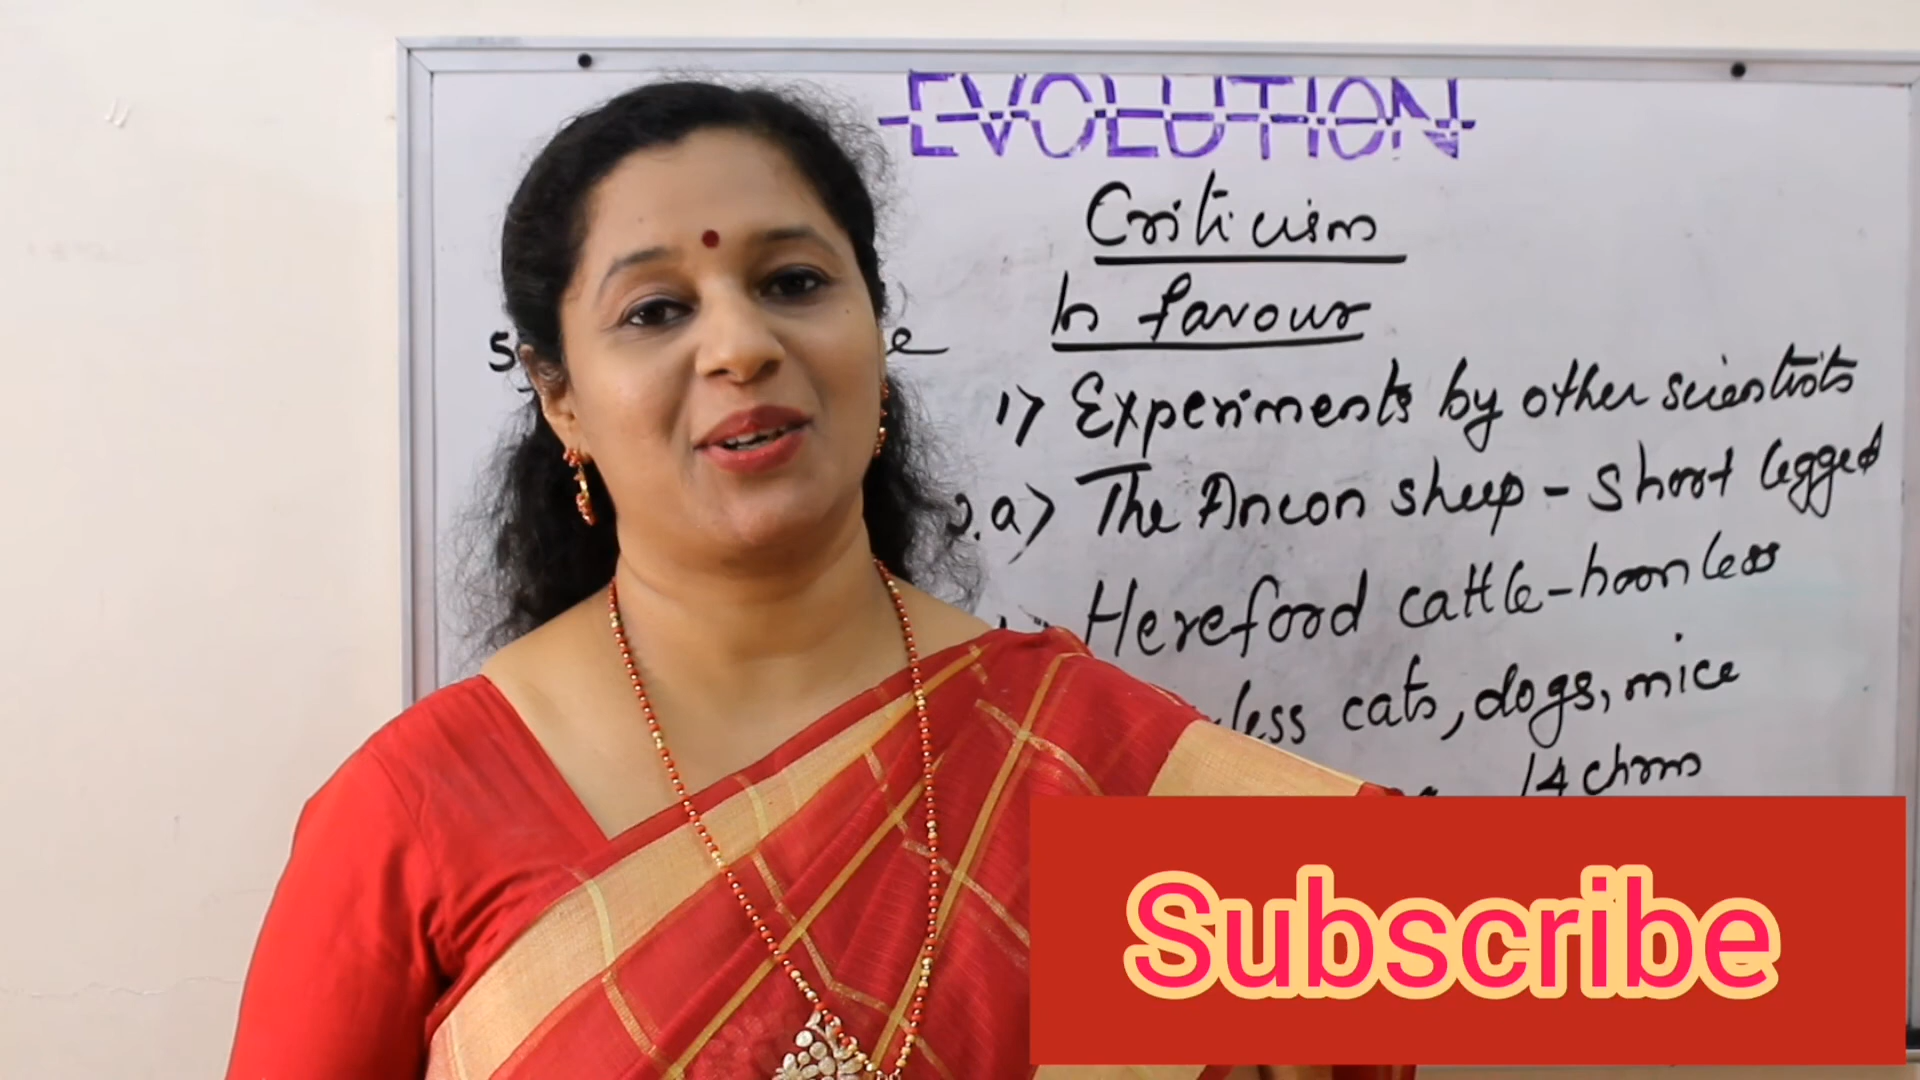 EVOLUTION
Criticism
In favour
1) Experiments by other scientists
a) The Ancon sheep - short legged
Hereford cattle - hornless
cats, dogs, mice
14 chrms
Subscribe